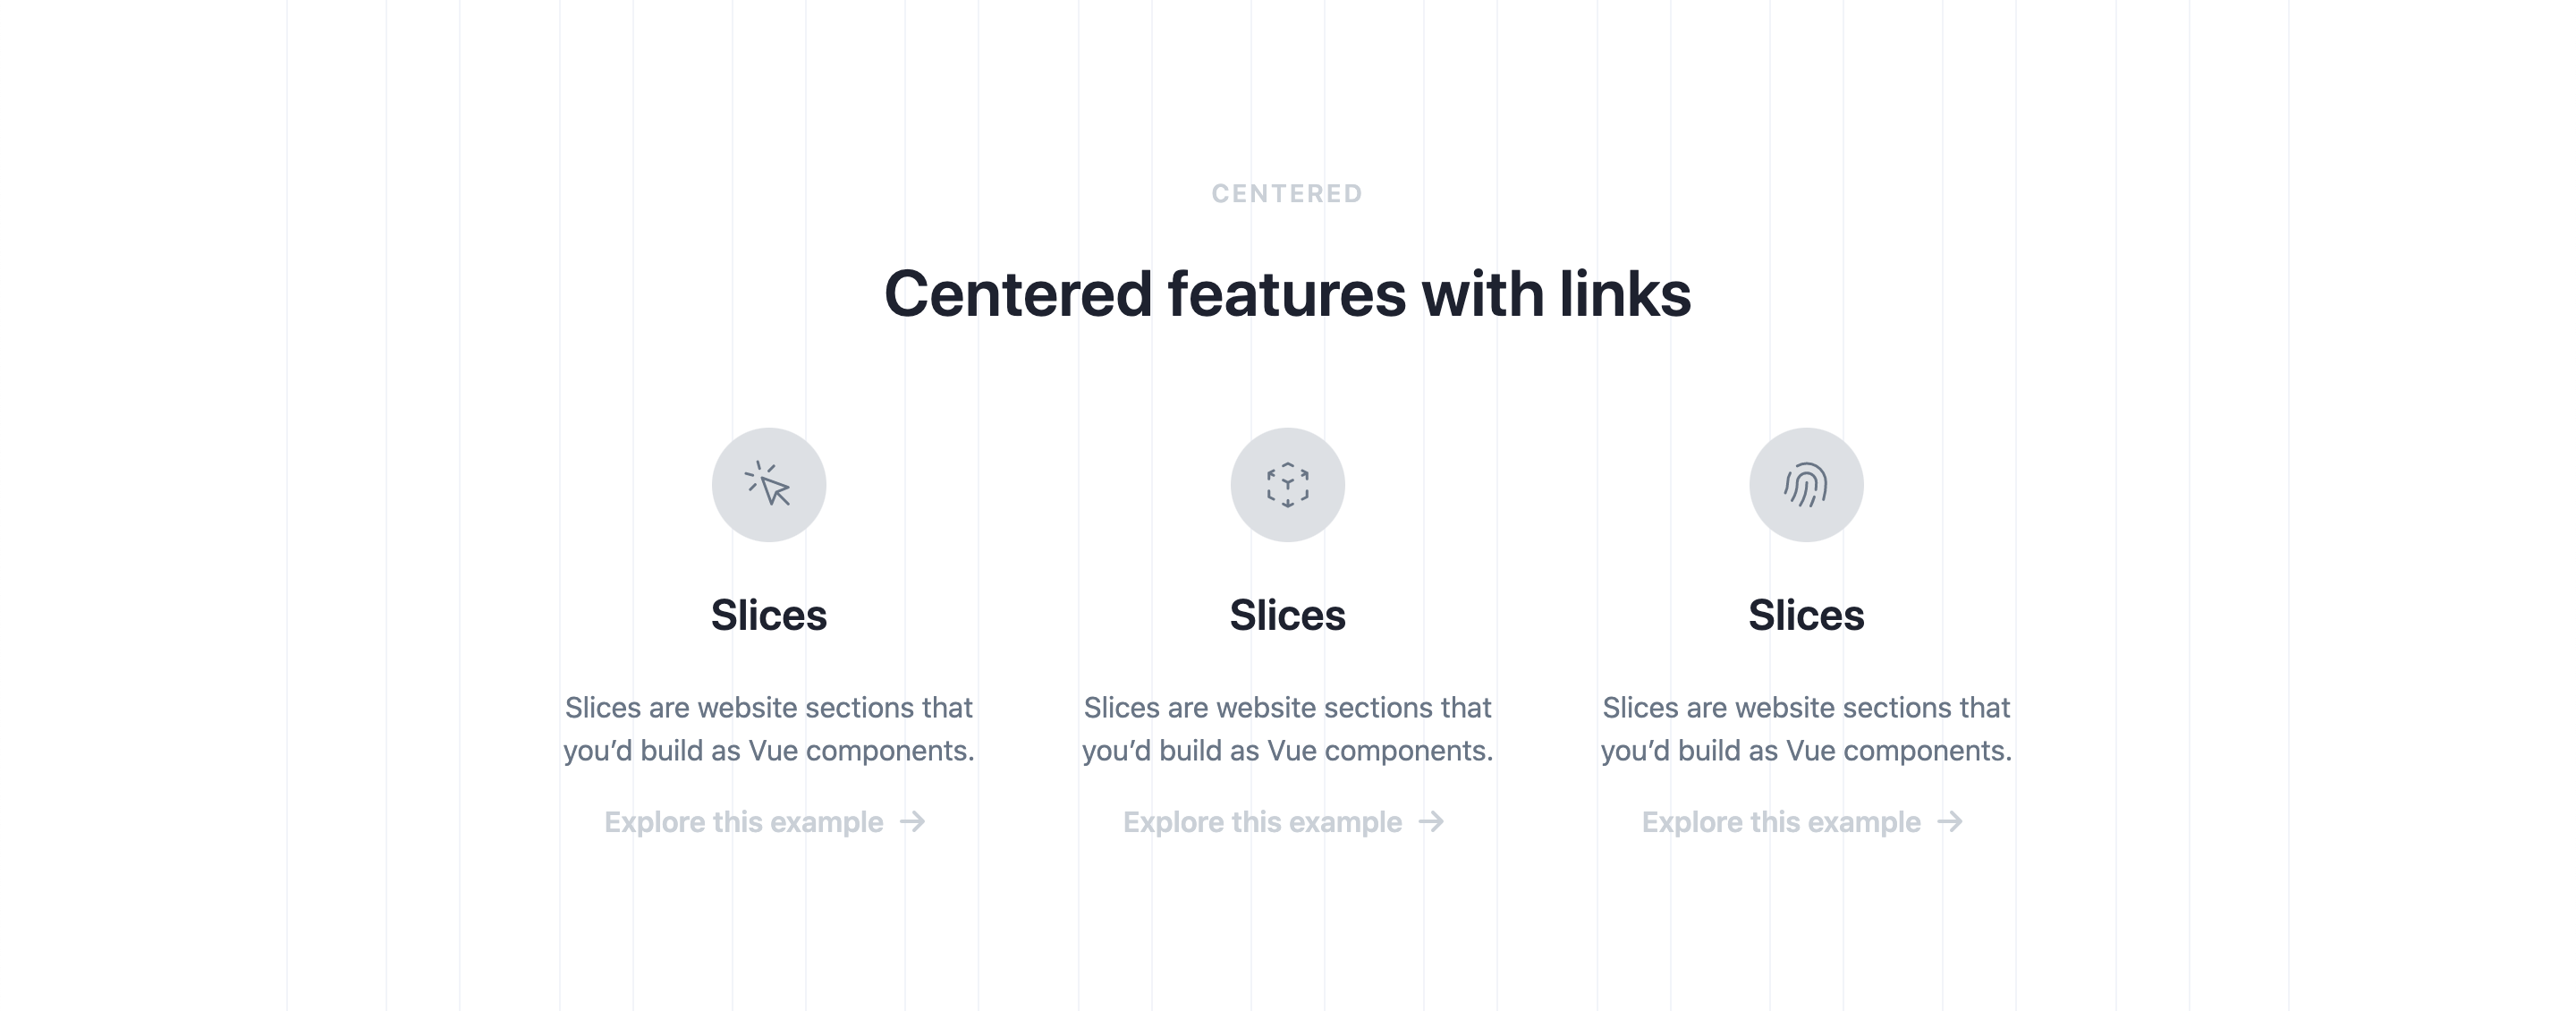 CENTERED
Centered features with links
Slices
Slices are website sections that
you’d build as Vue components.
Explore this example →
Slices
Slices are website sections that
you’d build as Vue components.
Explore this example →
Slices
Slices are website sections that
you’d build as Vue components.
Explore this example →